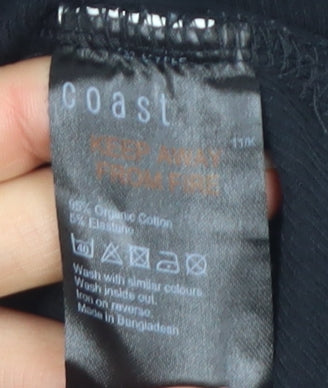 coast
KEEP AWAY
FROM FIRE
95% Organic Cotton
5% Elastane
40
Wash with similar colours.
Wash inside out.
Iron on reverse.
Made in Bangladesh